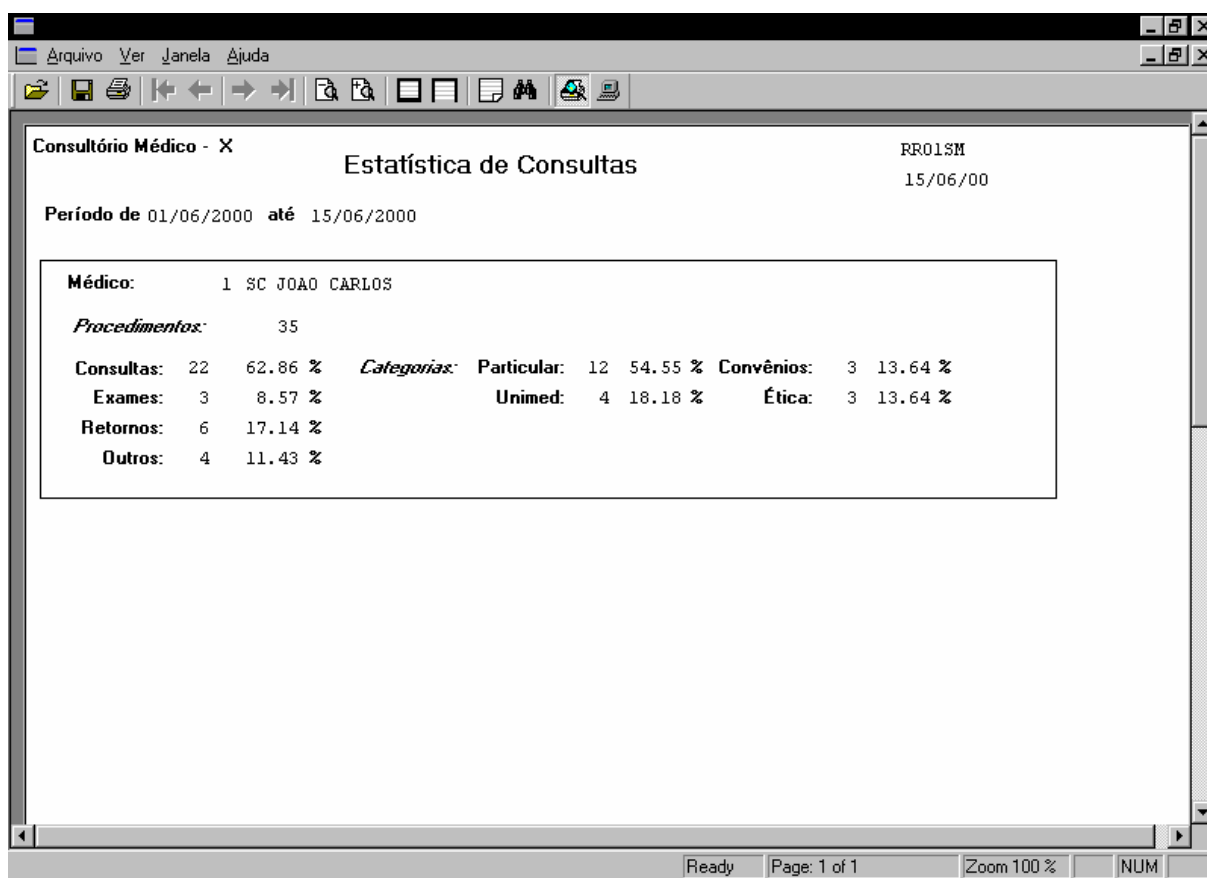 Arquivo Ver Janela Ajuda
Consultório Médico - X
Estatística de Consultas
RR01SM
15/06/00
Período de 01/06/2000 até 15/06/2000
Médico: 1 SC JOAO CARLOS
Procedimentos: 35
Consultas: 22 62.86 % Categorias: Particular: 12 54.55 % Convênios: 3 13.64 %
Exames: 3 8.57 % Unimed: 4 18.18 % Ética: 3 13.64 %
Retornos: 6 17.14 %
Outros: 4 11.43 %
Ready Page: 1 of 1 Zoom 100 % NUM